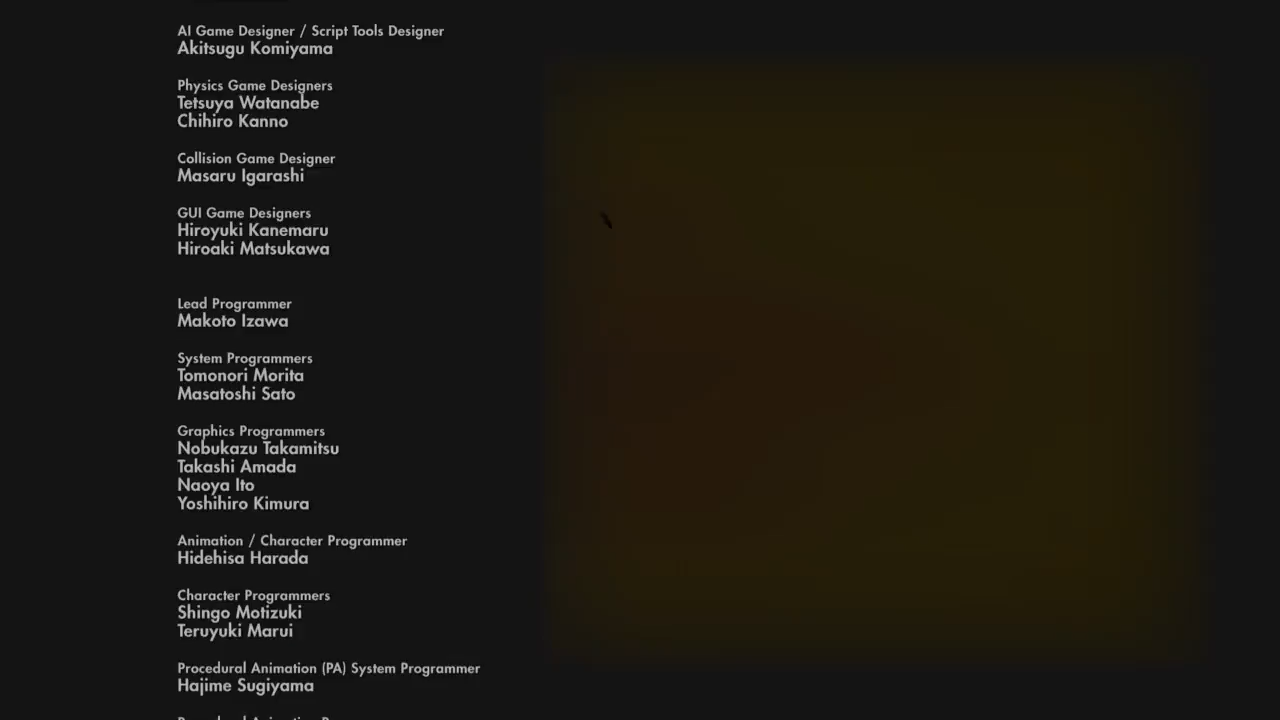 AI Game Designer / Script Tools Designer
Akitsugu Komiyama
Physics Game Designers
Tetsuya Watanabe
Chihiro Kanno
Collision Game Designer
Masaru Igarashi
GUI Game Designers
Hiroyuki Kanemaru
Hiroaki Matsukawa
Lead Programmer
Makoto Izawa
System Programmers
Tomonori Morita
Masatoshi Sato
Graphics Programmers
Nobukazu Takamitsu
Takashi Amada
Naoya Ito
Yoshihiro Kimura
Animation / Character Programmer
Hidehisa Harada
Character Programmers
Shingo Motizuki
Teruyuki Marui
Procedural Animation (PA) System Programmer
Hajime Sugiyama